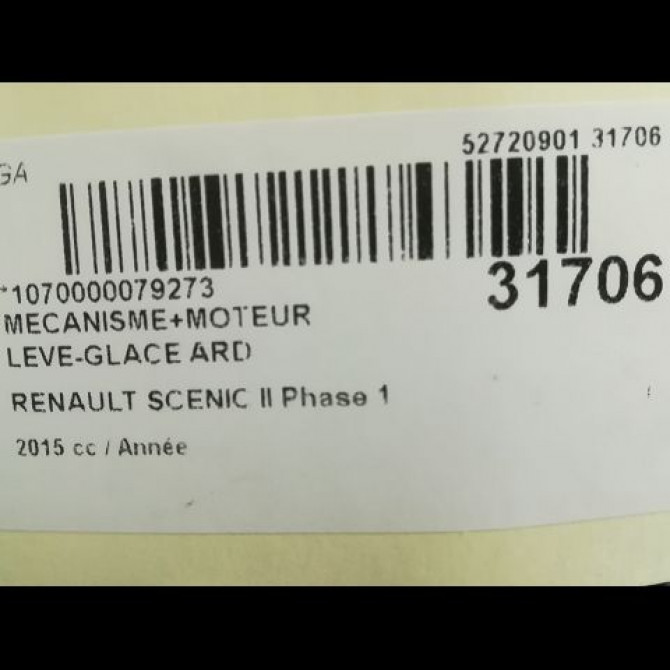 52720901 31706
GA
*1070000079273
31706
MECANISME+MOTEUR
LEVE-GLACE ARD
RENAULT SCENIC II Phase 1
2015 cc / Année